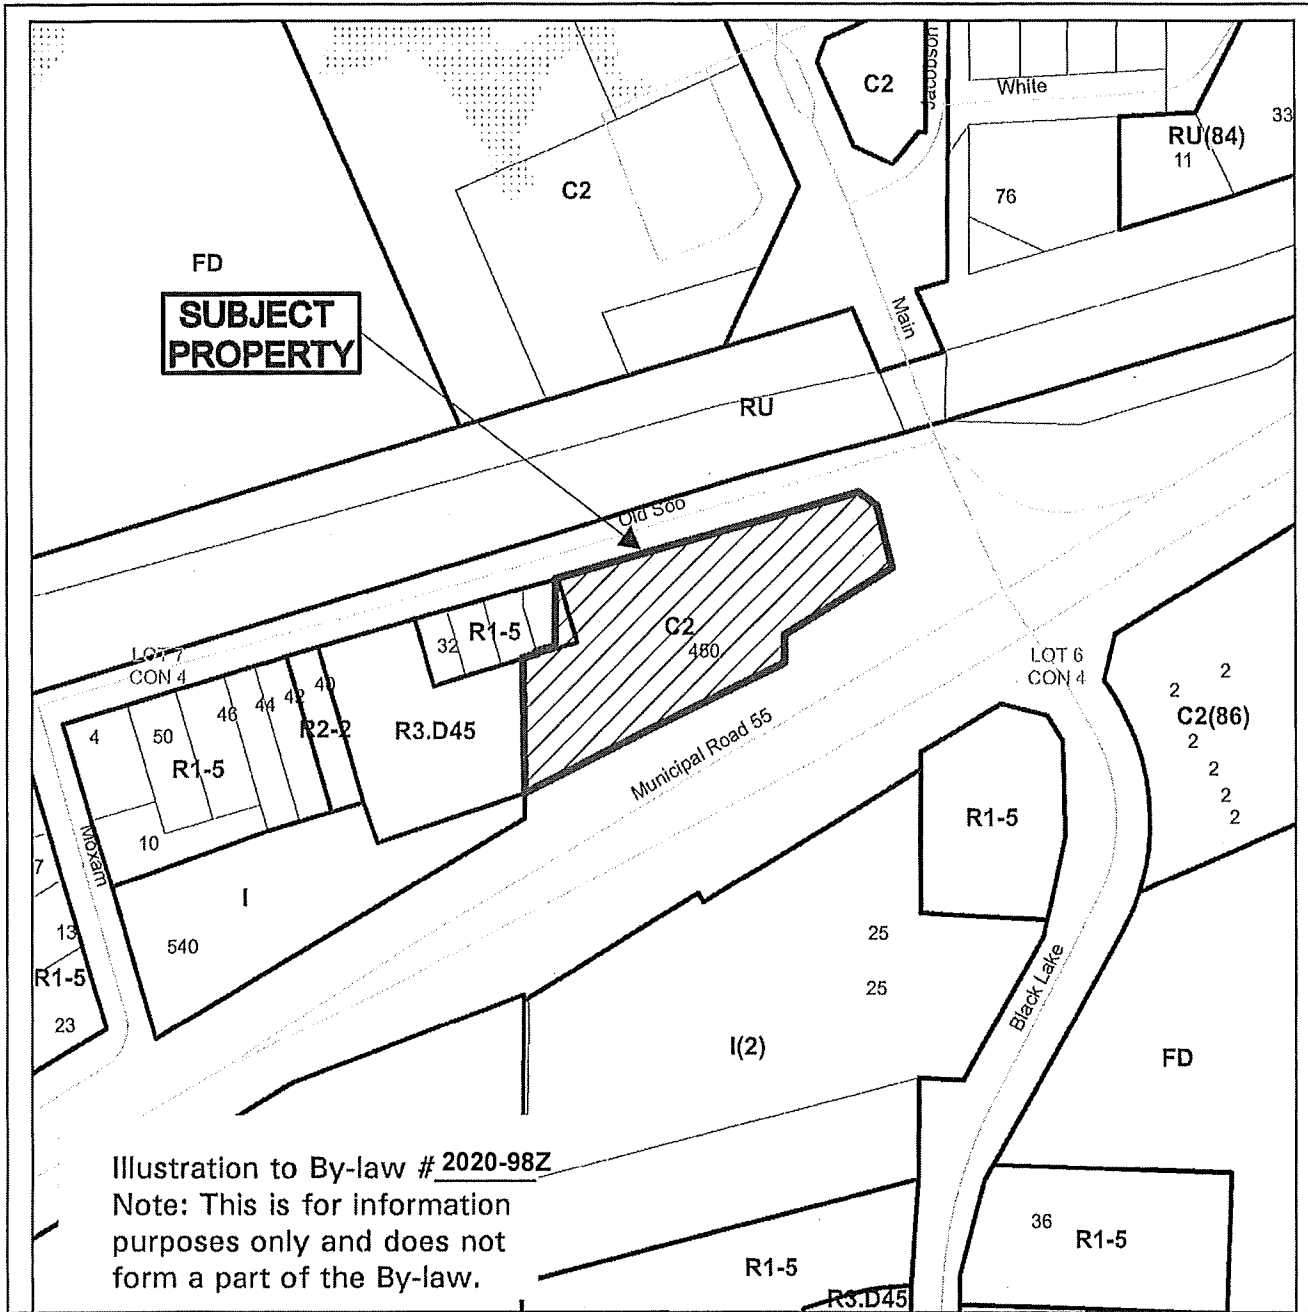 C2
Jacobson
White
RU(84)
11
33
76
C2
FD
SUBJECT
PROPERTY
Main
RU
Old Soo
C2
460
R1-5
32
LOT 7
CON 4
LOT 6
CON 4
4
50
46
44
42
40
R2-2
R3.D45
R1-5
10
Moxam
7
13
R1-5
23
I
540
Municipal Road 55
2
2
C2(86)
2
2
2
2
R1-5
25
25
Black Lake
I(2)
FD
36
R1-5
R1-5
R3.D45
Illustration to By-law # 2020-98Z
Note: This is for information
purposes only and does not
form a part of the By-law.